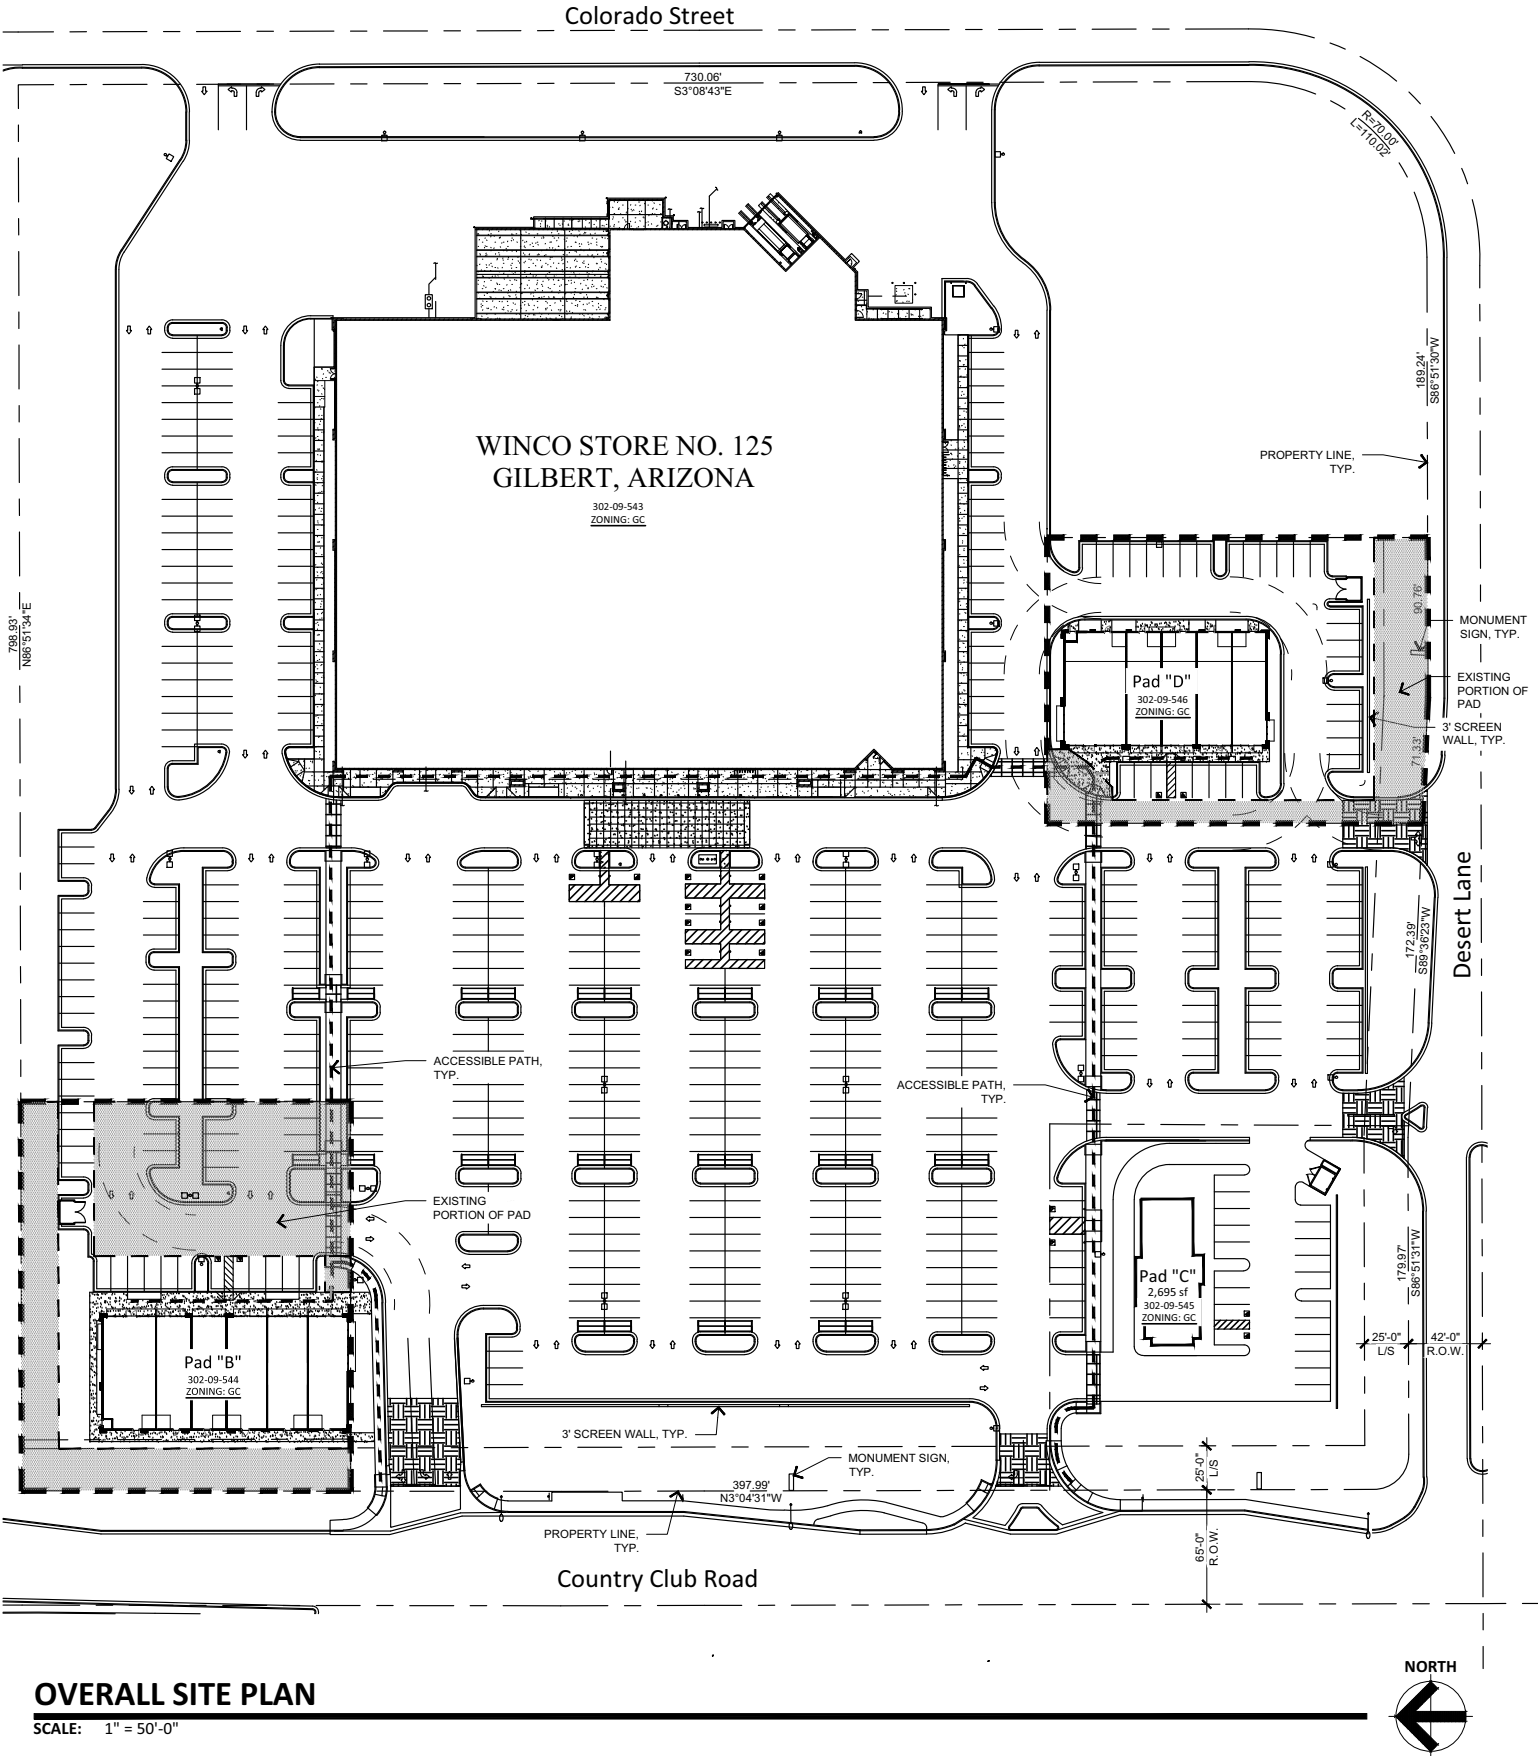 Colorado Street
730.06'
S3°08'43"E
R=70.00'
L=110.02'
189.24'
S86°51'30"W
WINCO STORE NO. 125
GILBERT, ARIZONA
302-09-543
ZONING: GC
PROPERTY LINE,
TYP.
798.93'
N86°51'34"E
90.76'
MONUMENT
SIGN, TYP.
Pad "D"
302-09-546
ZONING: GC
EXISTING
PORTION OF
PAD
3' SCREEN
WALL, TYP.
71.33'
Desert Lane
172.39'
S89°36'23"W
ACCESSIBLE PATH,
TYP.
ACCESSIBLE PATH,
TYP.
EXISTING
PORTION OF PAD
179.97'
S86°51'31"W
Pad "C"
2,695 sf
302-09-545
ZONING: GC
25'-0"
L/S
42'-0"
R.O.W.
Pad "B"
302-09-544
ZONING: GC
3' SCREEN WALL, TYP.
MONUMENT SIGN,
TYP.
25'-0"
L/S
397.99'
N3°04'31"W
PROPERTY LINE,
TYP.
65'-0"
R.O.W.
Country Club Road
NORTH
OVERALL SITE PLAN
SCALE: 1" = 50'-0"